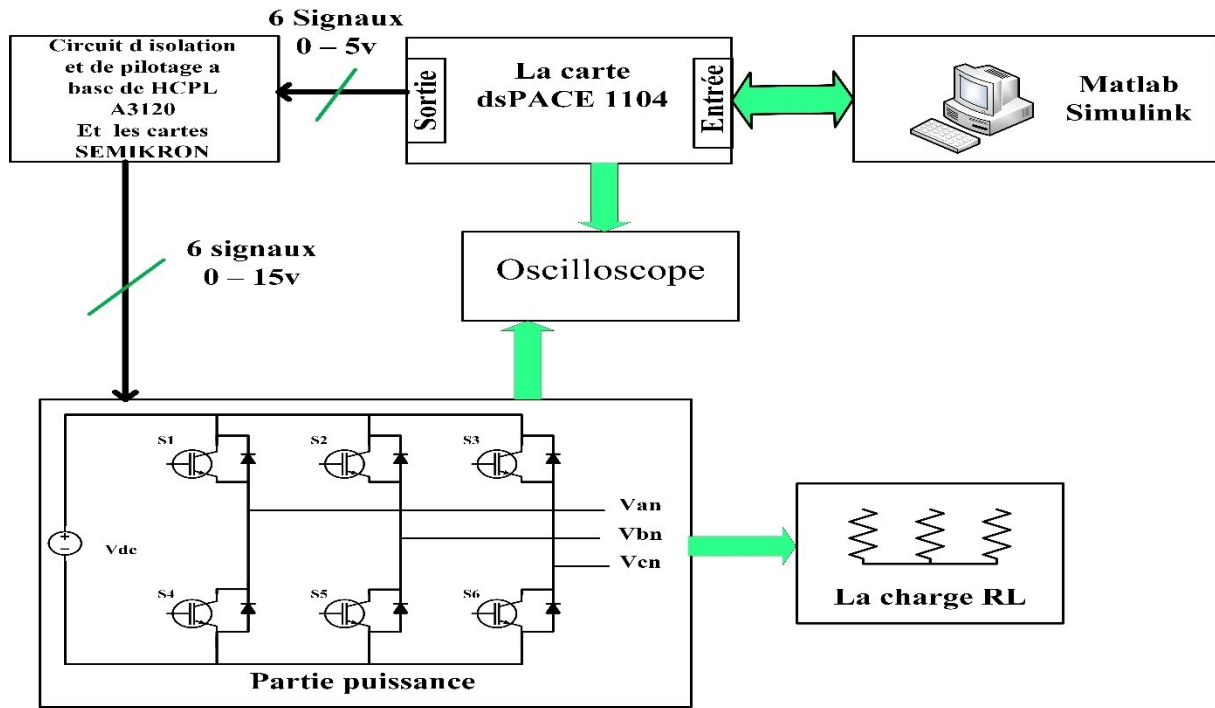 6 Signaux
0 – 5v
Circuit d isolation
et de pilotage a
base de HCPL
A3120
Et les cartes
SEMIKRON
Sortie
La carte
dsPACE 1104
Entrée
Matlab
Simulink
6 signaux
0 – 15v
Oscilloscope
S1
S2
S3
Van
Vbn
Vcn
Vdc
S4
S5
S6
Partie puissance
La charge RL